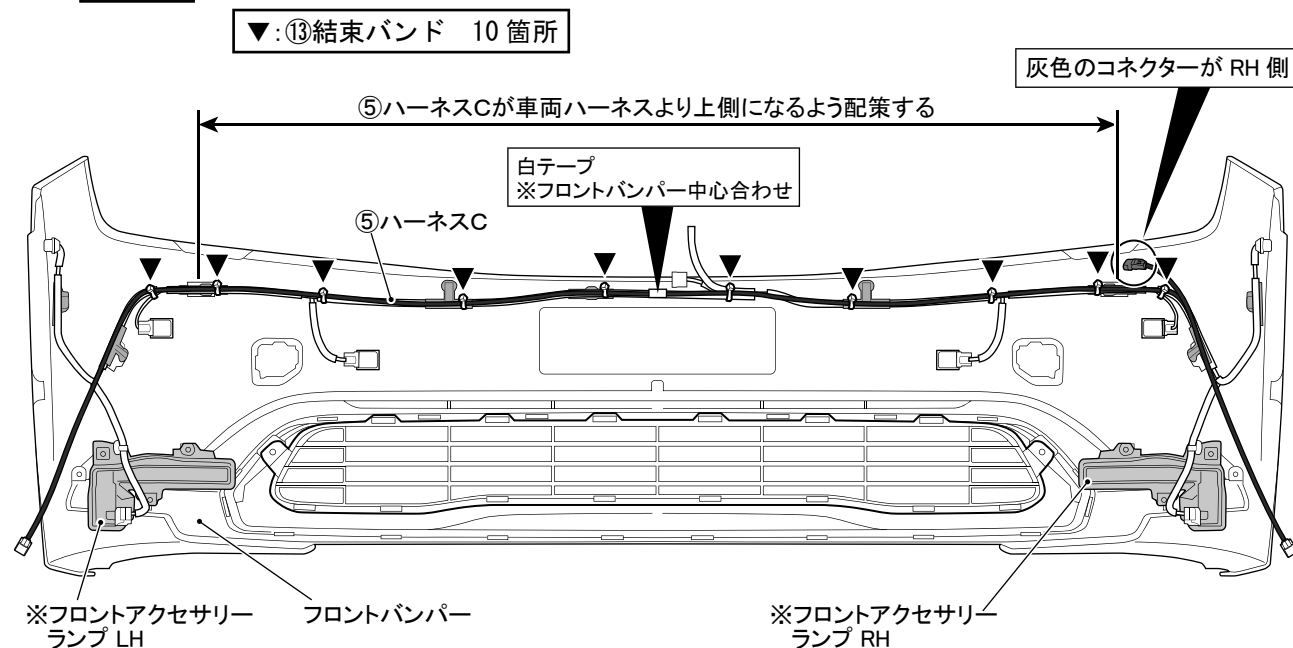 ▼:⑬結束バンド 10 箇所
灰色のコネクターが RH 側
⑤ハーネスCが車両ハーネスより上側になるよう配策する
白テープ
※フロントバンパー中心合わせ
⑤ハーネスC
※フロントアクセサリー
ランプ LH
フロントバンパー
※フロントアクセサリー
ランプ RH